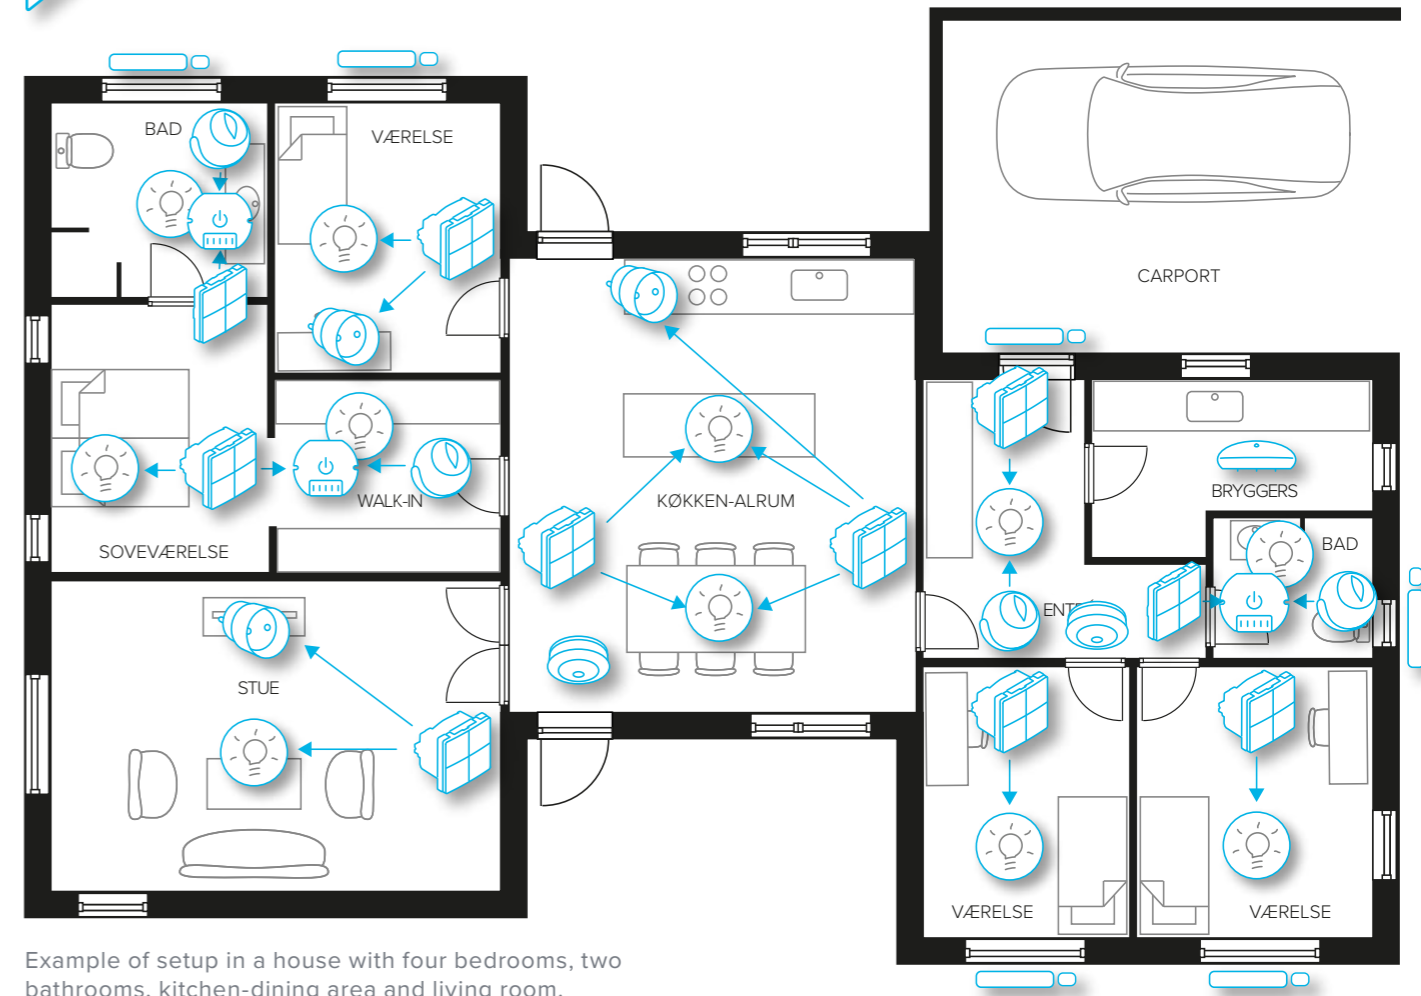 BAD
VÆRELSE
CARPORT
WALK-IN
KØKKEN-ALRUM
BRYGGERS
SOVEVÆRELSE
BAD
STUE
VÆRELSE
VÆRELSE
Example of setup in a house with four bedrooms, two
bathrooms, kitchen-dining area and living room.